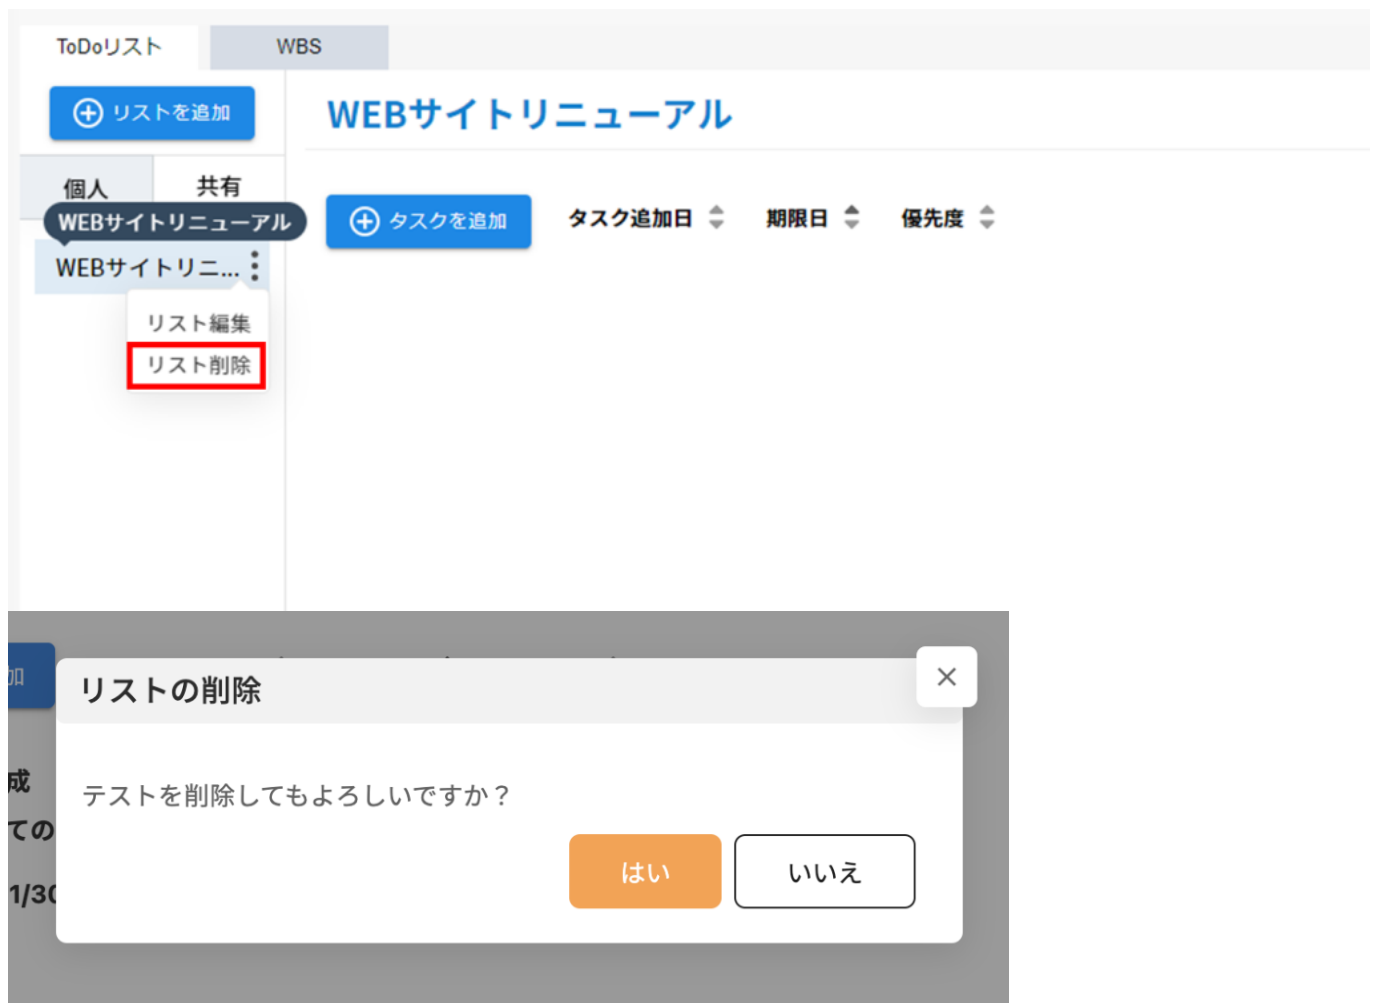 ToDoリスト
WBS
リストを追加
WEBサイトリニューアル
個人
共有
WEBサイトリニューアル
タスクを追加
タスク追加日
期限日
優先度
WEBサイトリニ...
リスト編集
リスト削除
加
リストの削除
成
テストを削除してもよろしいですか？
ての
はい
いいえ
1/30